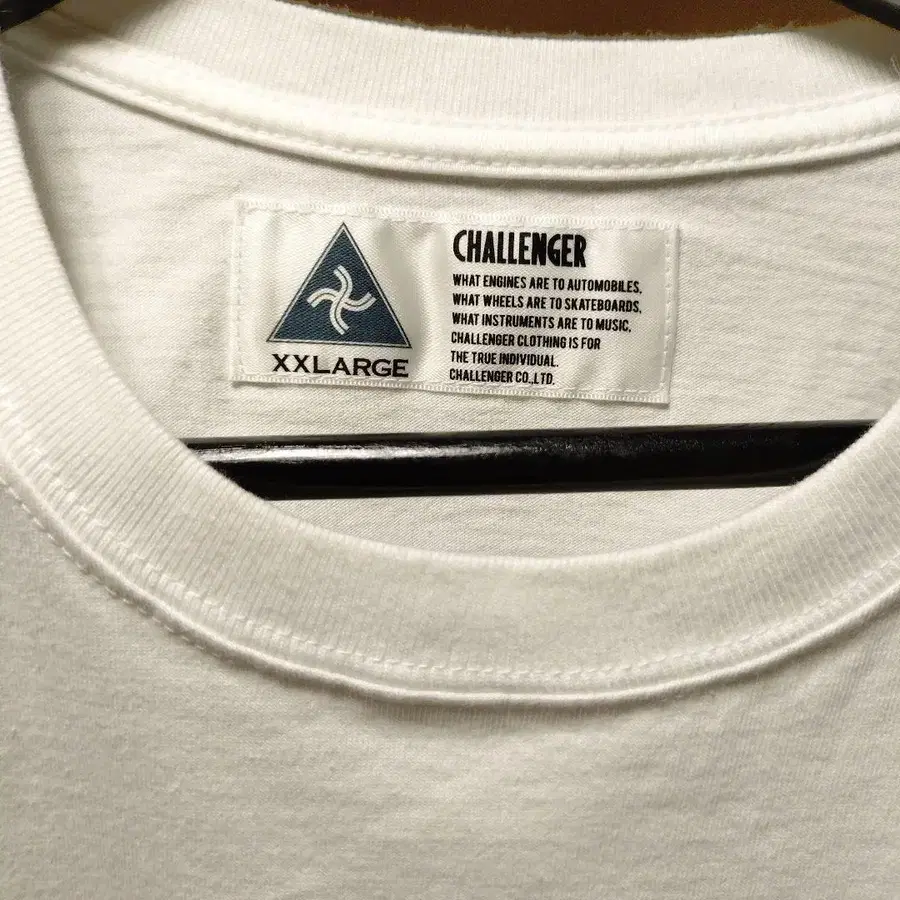 XXLARGE
CHALLENGER
WHAT ENGINES ARE TO AUTOMOBILES,
WHAT WHEELS ARE TO SKATEBOARDS,
WHAT INSTRUMENTS ARE TO MUSIC,
CHALLENGER CLOTHING IS FOR
THE TRUE INDIVIDUAL.
CHALLENGER CO.,LTD.